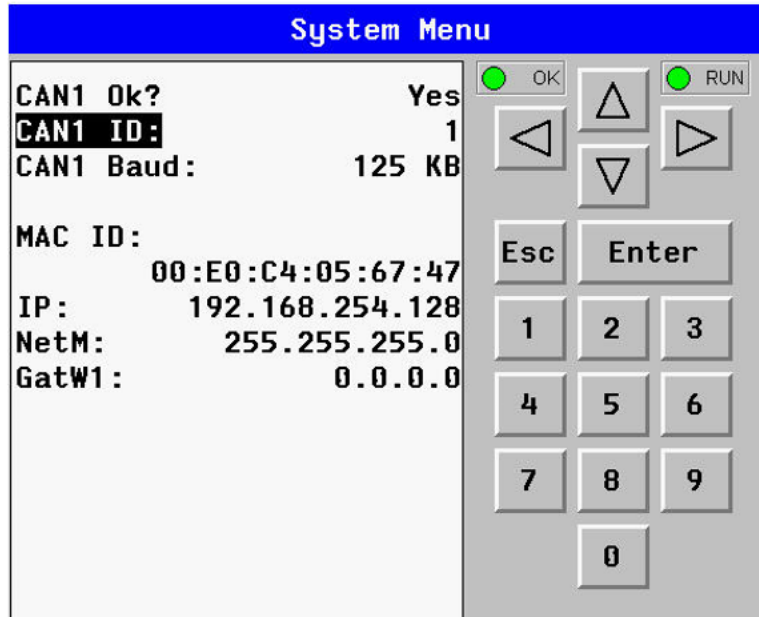 System Menu
CAN1 Ok? Yes
CAN1 ID: 1
CAN1 Baud: 125 KB
MAC ID:
00:E0:C4:05:67:47
IP: 192.168.254.128
NetM: 255.255.255.0
GatW1: 0.0.0.0
OK RUN
Esc Enter
1 2 3
4 5 6
7 8 9
0